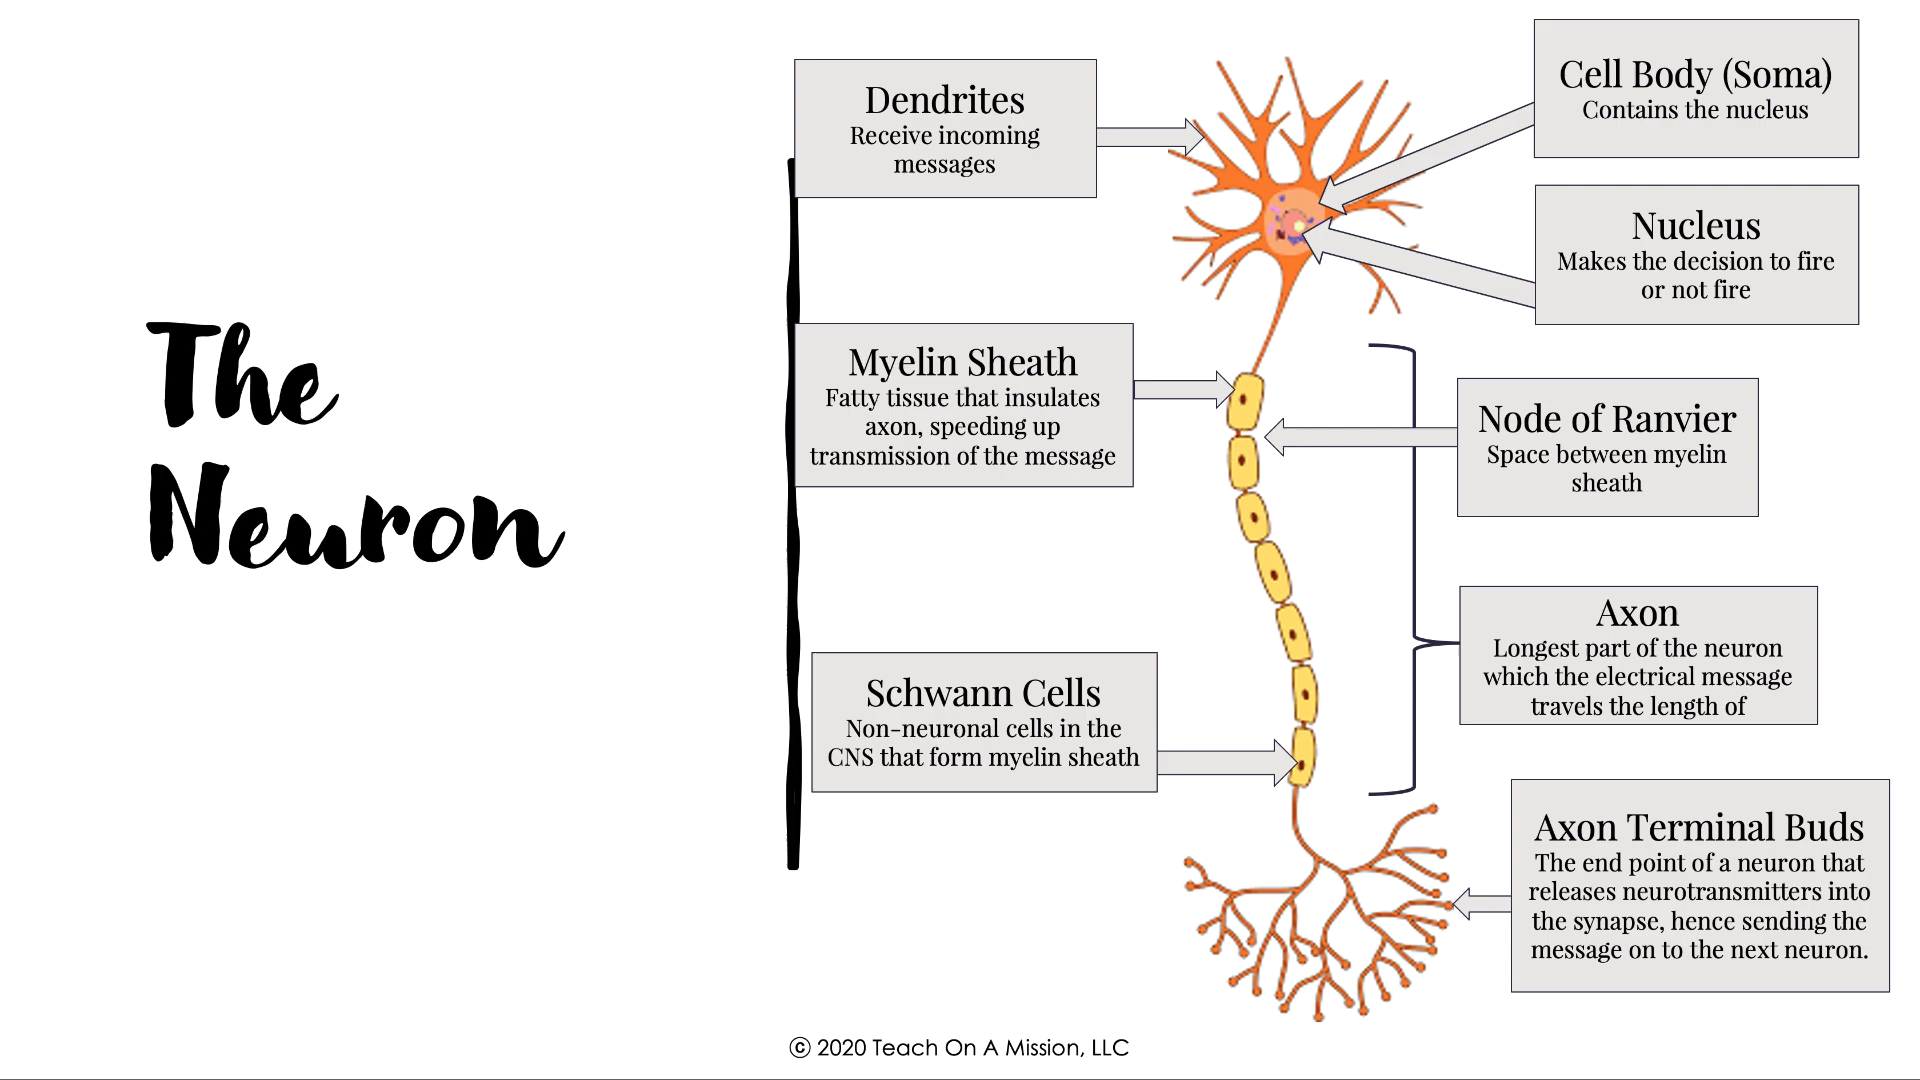 The
Neuron
Dendrites
Receive incoming
messages
Myelin Sheath
Fatty tissue that insulates
axon, speeding up
transmission of the message
Schwann Cells
Non-neuronal cells in the
CNS that form myelin sheath
Cell Body (Soma)
Contains the nucleus
Nucleus
Makes the decision to fire
or not fire
Node of Ranvier
Space between myelin
sheath
Axon
Longest part of the neuron
which the electrical message
travels the length of
Axon Terminal Buds
The end point of a neuron that
releases neurotransmitters into
the synapse, hence sending the
message on to the next neuron.
© 2020 Teach On A Mission, LLC